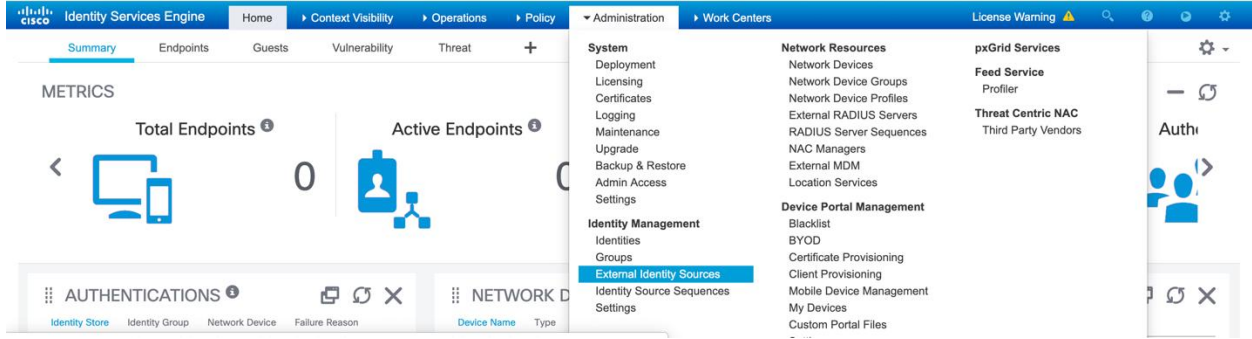 CISCO Identity Services Engine Home Context Visibility Operations Policy Administration Work Centers License Warning
Summary Endpoints Guests Vulnerability Threat
METRICS
Total Endpoints
0
Active Endpoints
System
Deployment
Licensing
Certificates
Logging
Maintenance
Upgrade
Backup & Restore
Admin Access
Settings
Identity Management
Identities
Groups
External Identity Sources
Identity Source Sequences
Settings
Network Resources
Network Devices
Network Device Groups
Network Device Profiles
External RADIUS Servers
RADIUS Server Sequences
NAC Managers
External MDM
Location Services
Device Portal Management
Blacklist
BYOD
Certificate Provisioning
Client Provisioning
Mobile Device Management
My Devices
Custom Portal Files
pxGrid Services
Feed Service
Profiler
Threat Centric NAC
Third Party Vendors
AUTHENTICATIONS
Identity Store Identity Group Network Device Failure Reason
NETWORK D
Device Name Type